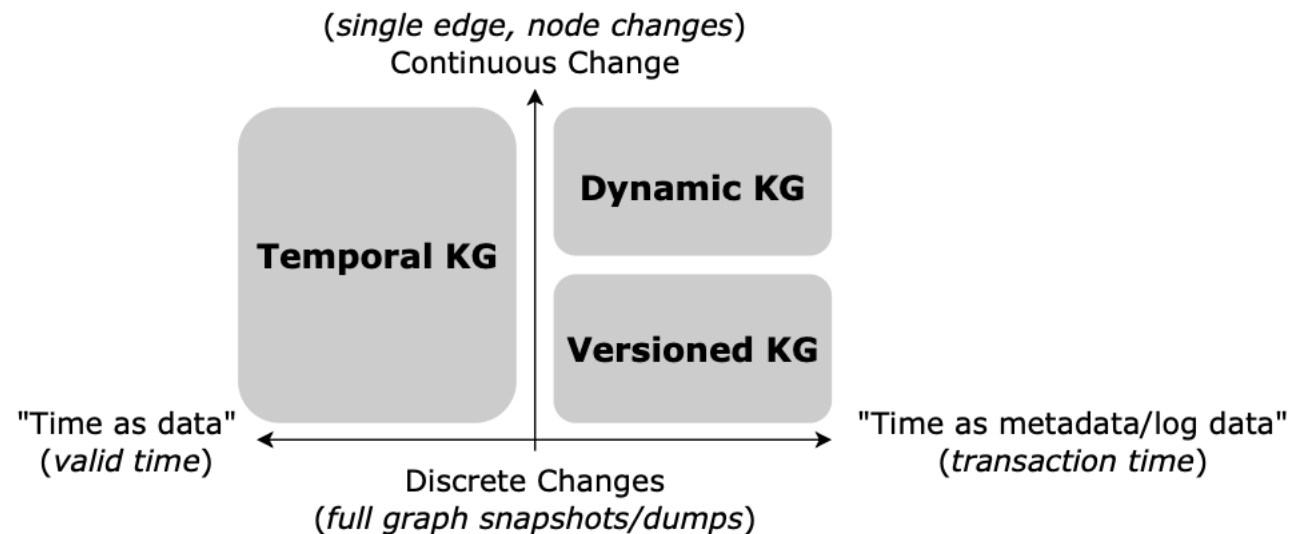 (single edge, node changes)
Continuous Change
Dynamic KG
Temporal KG
Versioned KG
"Time as data"
(valid time)
"Time as metadata/log data"
(transaction time)
Discrete Changes
(full graph snapshots/dumps)